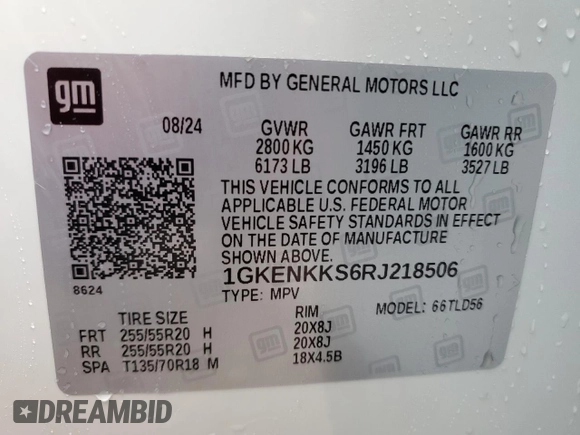 gm
MFD BY GENERAL MOTORS LLC
08/24 GVWR GAWR FRT GAWR RR
2800 KG 1450 KG 1600 KG
6173 LB 3196 LB 3527 LB
THIS VEHICLE CONFORMS TO ALL
APPLICABLE U.S. FEDERAL MOTOR
VEHICLE SAFETY STANDARDS IN EFFECT
ON THE DATE OF MANUFACTURE
SHOWN ABOVE.
8624
1GKENKKS6RJ218506
TYPE: MPV MODEL: 66TLD56
TIRE SIZE RIM
FRT 255/55R20 H 20X8J
RR 255/55R20 H 20X8J
SPA T135/70R18 M 18X4.5B
DREAMBID